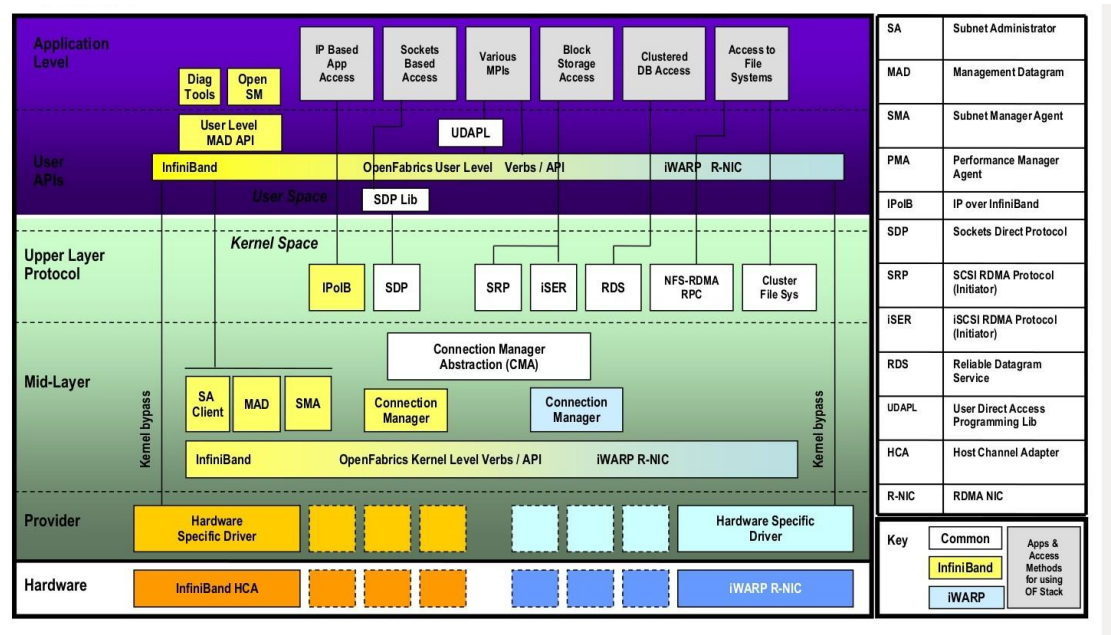 Application
Level
IP Based
App
Access
Sockets
Based
Access
Various
MPIs
Block
Storage
Access
Clustered
DB Access
Access to
File
Systems
Diag
Tools
Open
SM
User Level
MAD API
UDAPL
User
APIs
InfiniBand OpenFabrics User Level Verbs / API iWARP R-NIC
User Space
SDP Lib
Kernel Space
Upper Layer
Protocol
IPoIB
SDP
SRP
iSER
RDS
NFS-RDMA
RPC
Cluster
File Sys
Connection Manager
Abstraction (CMA)
Mid-Layer
SA
Client
MAD
SMA
Connection
Manager
Connection
Manager
Kernel bypass
Kernel bypass
InfiniBand OpenFabrics Kernel Level Verbs / API iWARP R-NIC
Provider
Hardware
Specific Driver
Hardware Specific
Driver
Hardware
InfiniBand HCA
iWARP R-NIC
SA Subnet Administrator
MAD Management Datagram
SMA Subnet Manager Agent
PMA Performance Manager
Agent
IPoIB IP over InfiniBand
SDP Sockets Direct Protocol
SRP SCSI RDMA Protocol
(Initiator)
iSER iSCSI RDMA Protocol
(Initiator)
RDS Reliable Datagram
Service
UDAPL User Direct Access
Programming Lib
HCA Host Channel Adapter
R-NIC RDMA NIC
Key
Common
InfiniBand
iWARP
Apps &
Access
Methods
for using
OF Stack